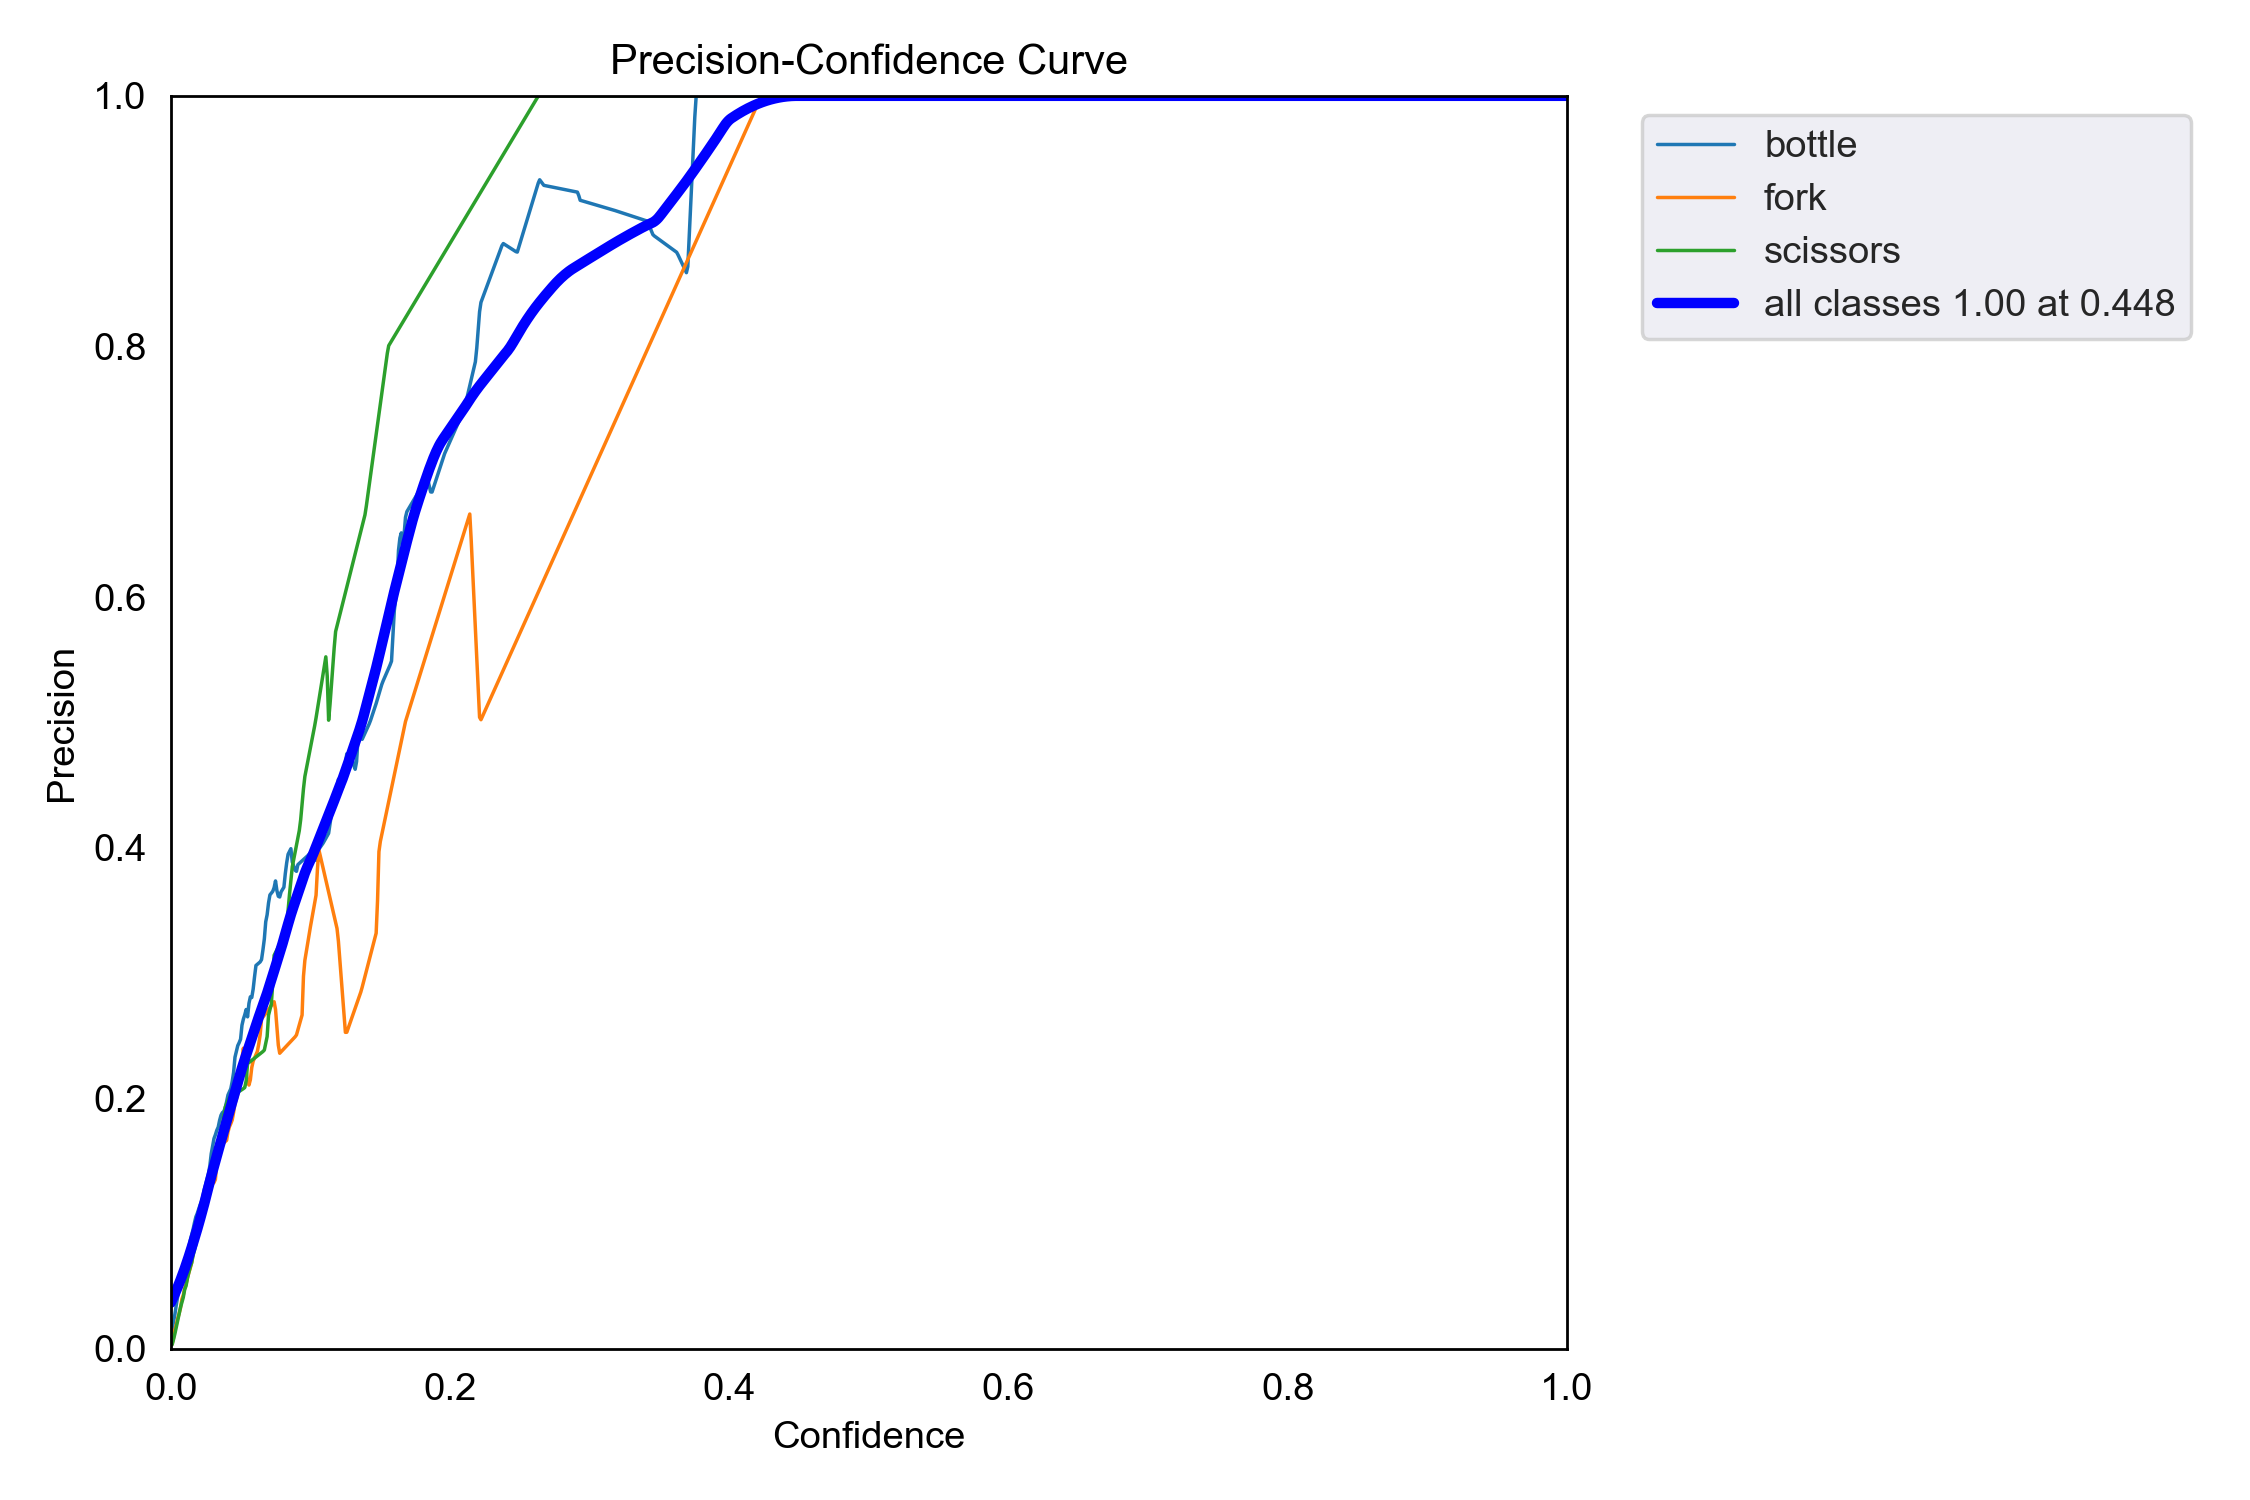 Precision-Confidence Curve
1.0
0.8
0.6
0.4
0.2
0.0
Precision
0.0 0.2 0.4 0.6 0.8 1.0
Confidence
bottle
fork
scissors
all classes 1.00 at 0.448